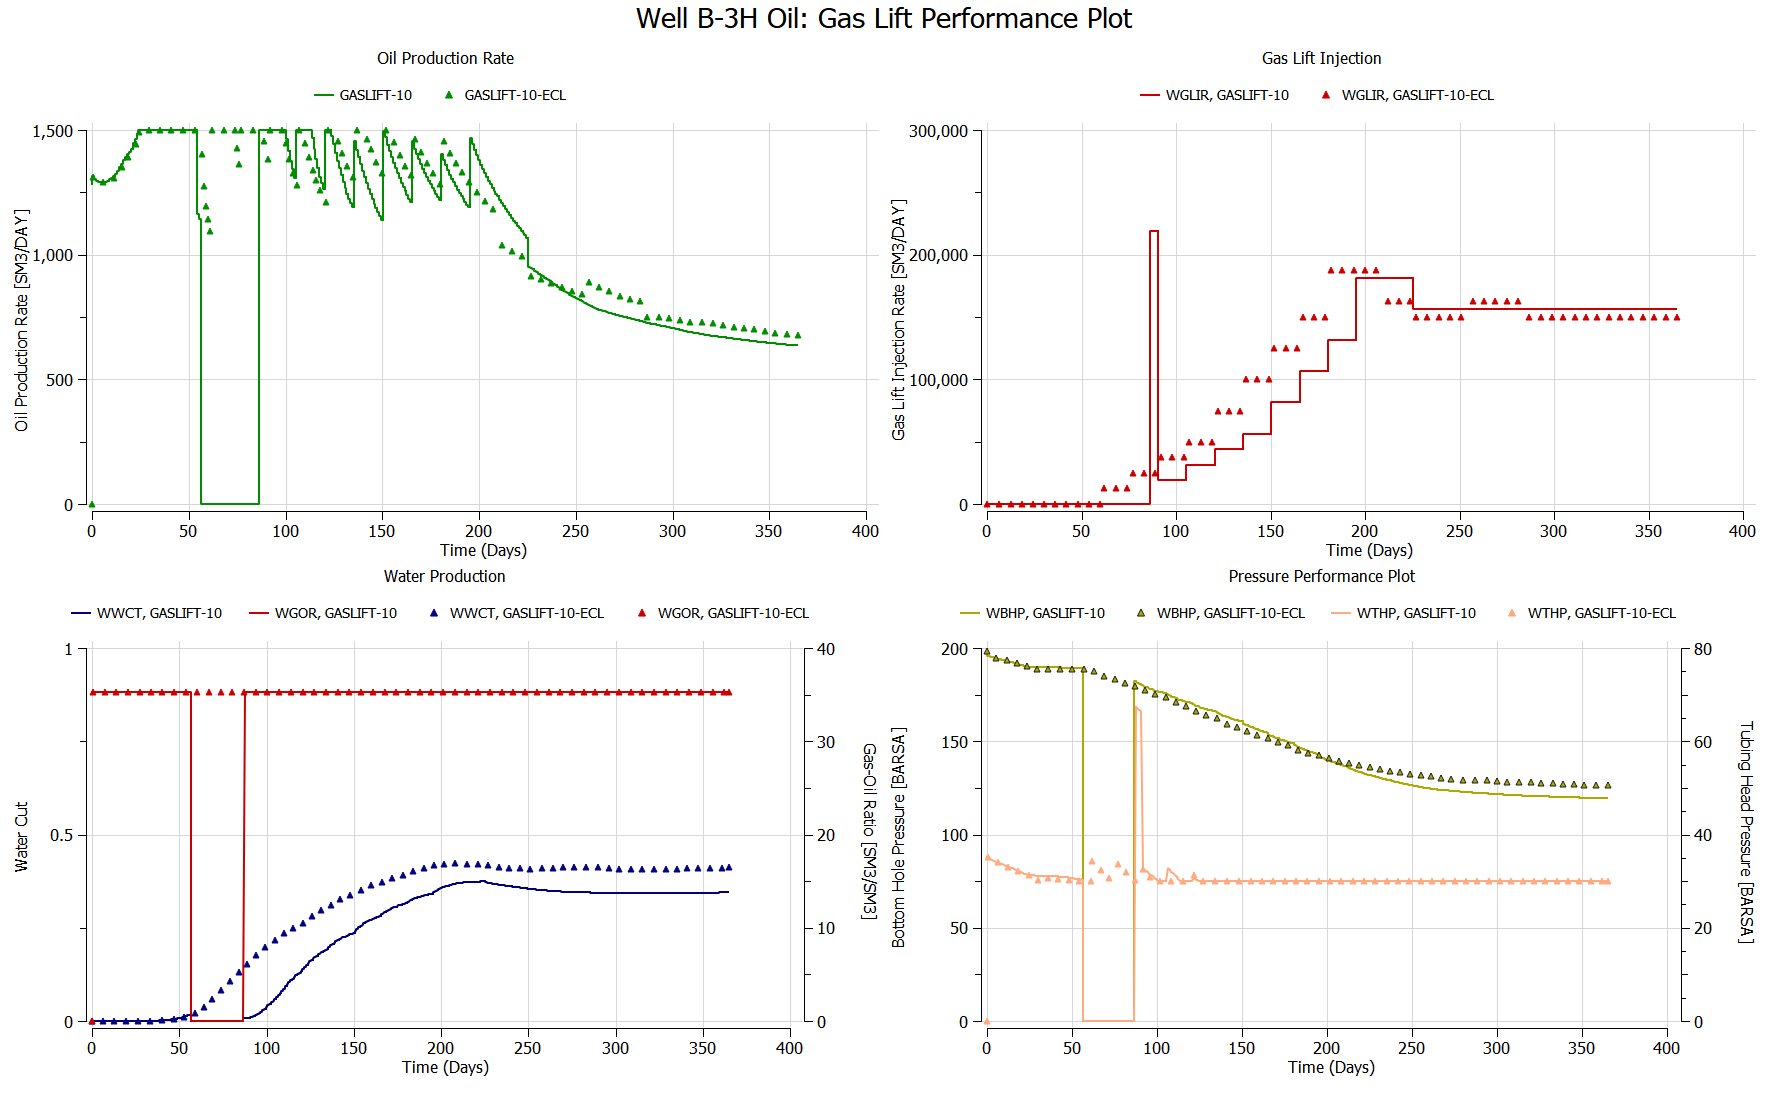 Well B-3H Oil: Gas Lift Performance Plot
Oil Production Rate
GASLIFT-10 GASLIFT-10-ECL
Oil Production Rate [SM3/DAY]
1,500
1,000
500
0
0 50 100 150 200 250 300 350 400
Time (Days)
Gas Lift Injection
WGLIR, GASLIFT-10 WGLIR, GASLIFT-10-ECL
Gas Lift Injection Rate [SM3/DAY]
300,000
200,000
100,000
0
0 50 100 150 200 250 300 350 400
Time (Days)
Water Production
WWCT, GASLIFT-10 WGOR, GASLIFT-10 WWCT, GASLIFT-10-ECL WGOR, GASLIFT-10-ECL
Water Cut
1
0.5
0
40
30
20
10
0
Gas-Oil Ratio [SM3/SM3]
0 50 100 150 200 250 300 350 400
Time (Days)
Pressure Performance Plot
WBHP, GASLIFT-10 WBHP, GASLIFT-10-ECL WTHP, GASLIFT-10 WTHP, GASLIFT-10-ECL
Bottom Hole Pressure [BARSA]
200
150
100
50
0
80
60
40
20
0
Tubing Head Pressure [BARSA]
0 50 100 150 200 250 300 350 400
Time (Days)